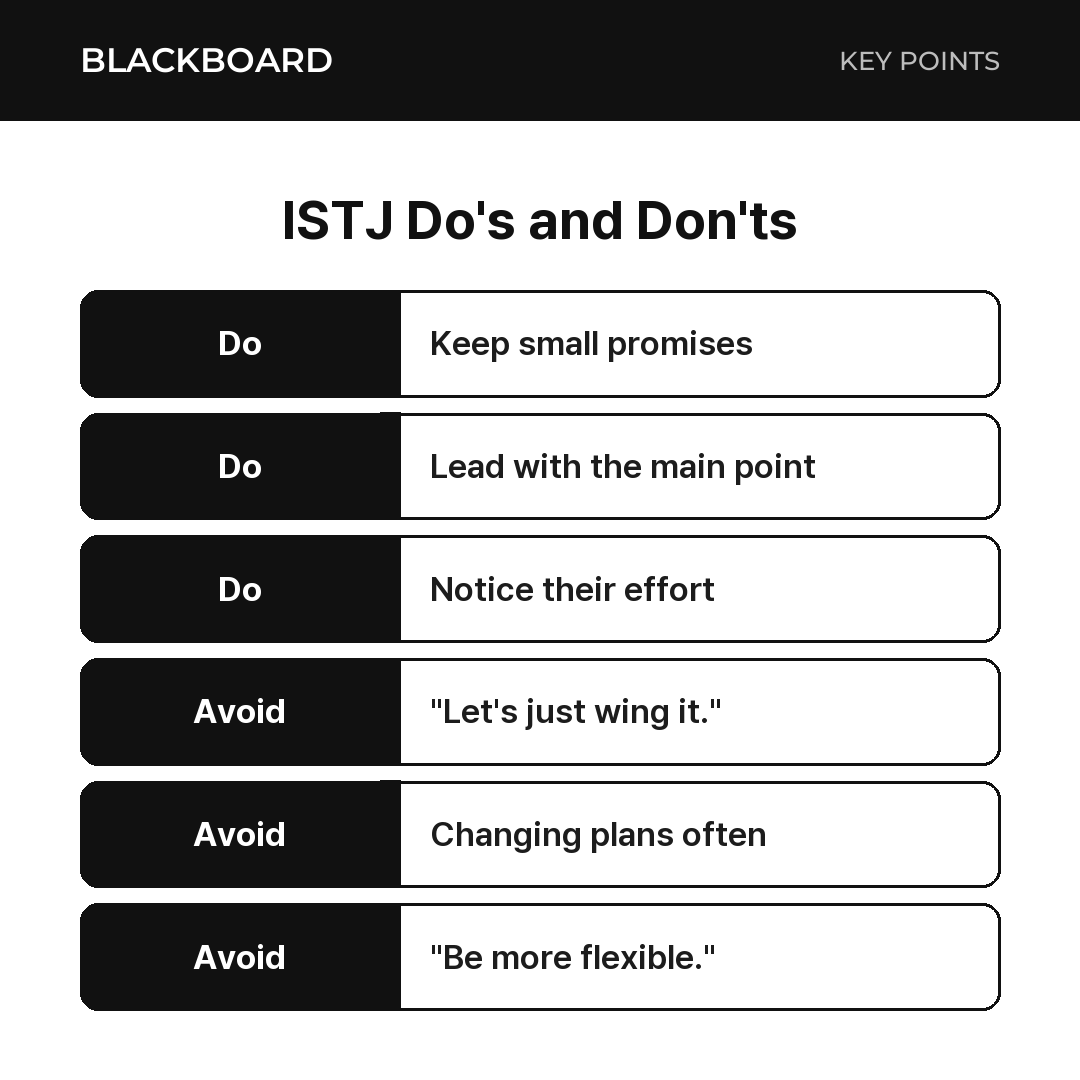 BLACKBOARD
KEY POINTS
ISTJ Do's and Don'ts
Do
Keep small promises
Do
Lead with the main point
Do
Notice their effort
Avoid
"Let's just wing it."
Avoid
Changing plans often
Avoid
"Be more flexible."